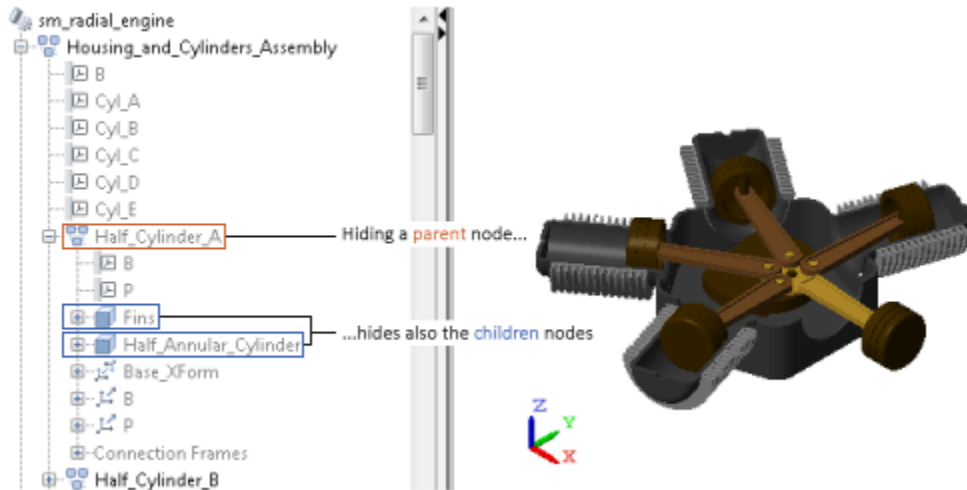 sm_radial_engine
Housing_and_Cylinders_Assembly
B
Cyl_A
Cyl_B
Cyl_C
Cyl_D
Cyl_E
Half_Cylinder_A
Hiding a parent node...
B
P
Fins
...hides also the children nodes
Half_Annular_Cylinder
Base_XForm
B
P
Connection Frames
Half_Cylinder_B
Z
Y
X